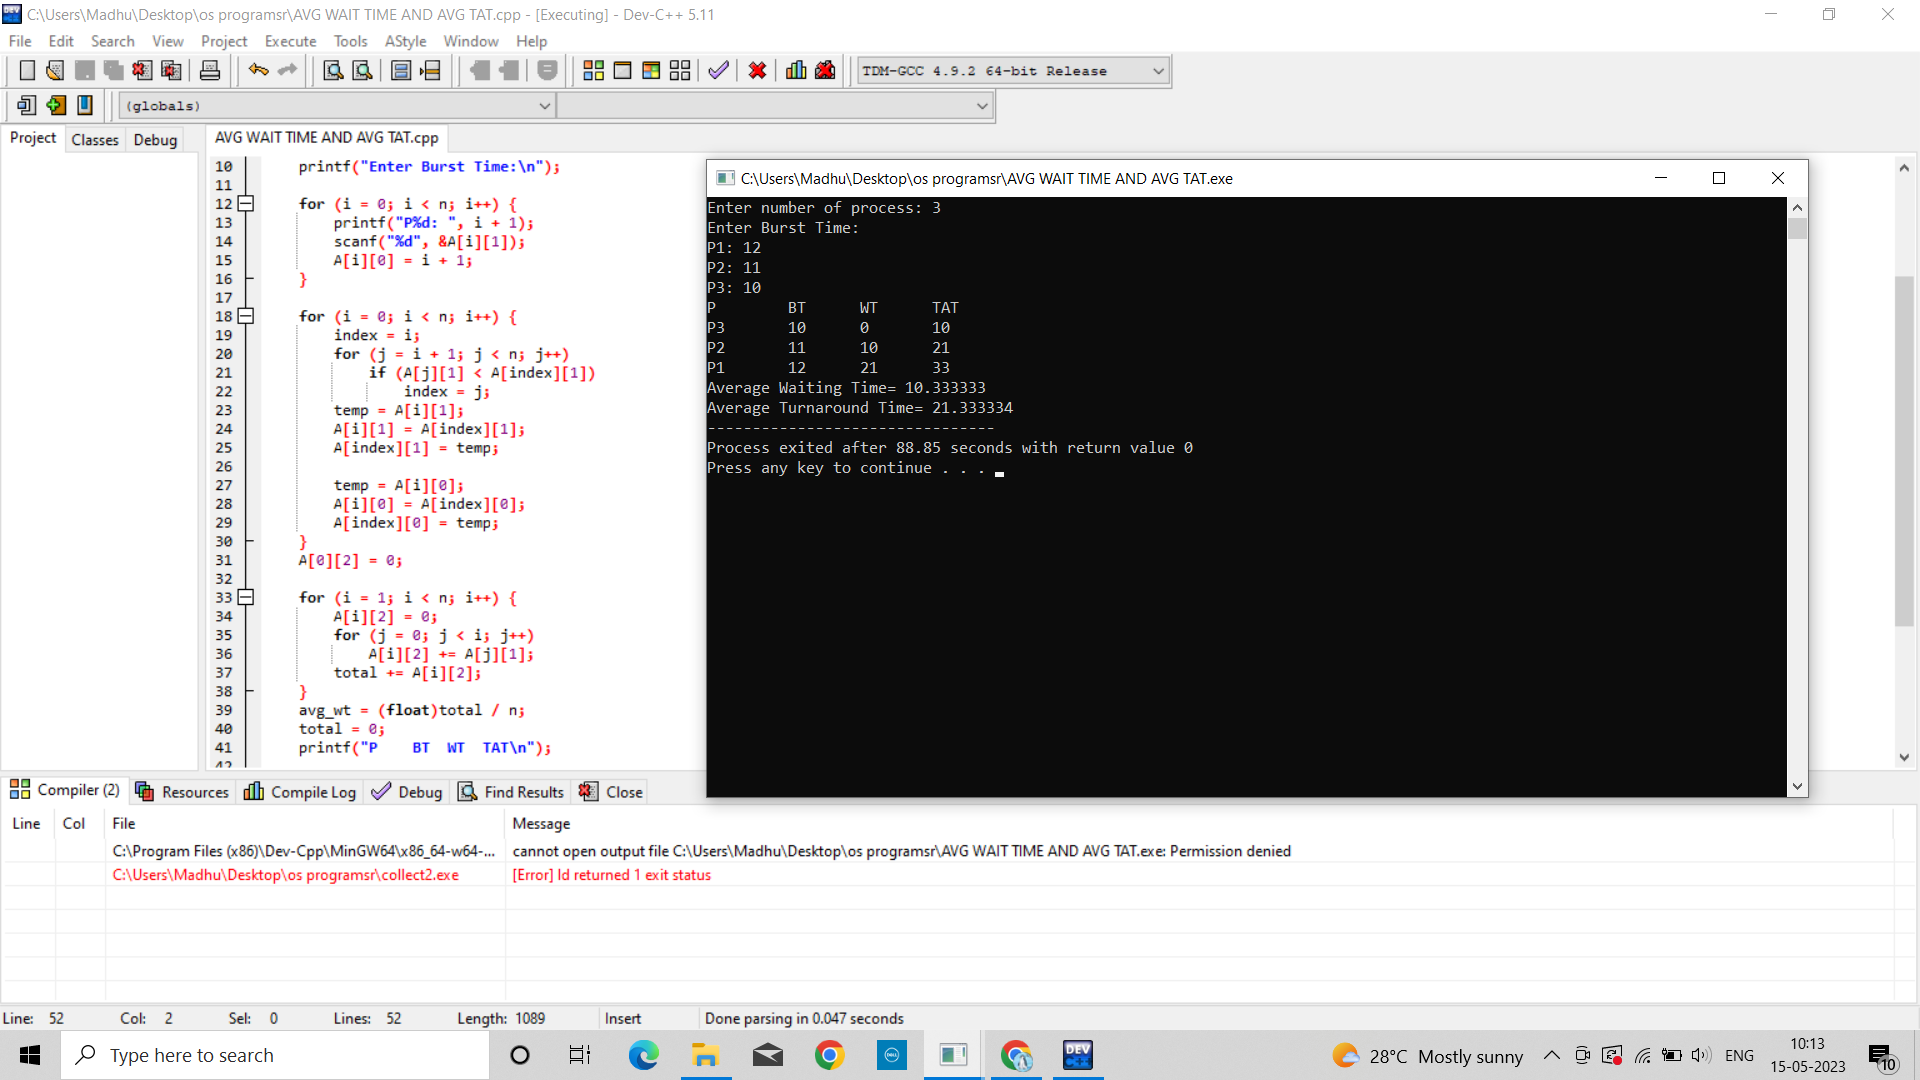 C:\Users\Madhu\Desktop\os programsr\AVG WAIT TIME AND AVG TAT.cpp - [Executing] - Dev-C++ 5.11
File Edit Search View Project Execute Tools AStyle Window Help
TDM-GCC 4.9.2 64-bit Release
(globals)
Project Classes Debug
AVG WAIT TIME AND AVG TAT.cpp
10 printf("Enter Burst Time:\n");
11
12 for (i = 0; i < n; i++) {
13 printf("P%d: ", i + 1);
14 scanf("%d", &A[i][1]);
15 A[i][0] = i + 1;
16 }
17
18 for (i = 0; i < n; i++) {
19 index = i;
20 for (j = i + 1; j < n; j++)
21 if (A[j][1] < A[index][1])
22 index = j;
23 temp = A[i][1];
24 A[i][1] = A[index][1];
25 A[index][1] = temp;
26
27 temp = A[i][0];
28 A[i][0] = A[index][0];
29 A[index][0] = temp;
30 }
31 A[0][2] = 0;
32
33 for (i = 1; i < n; i++) {
34 A[i][2] = 0;
35 for (j = 0; j < i; j++)
36 A[i][2] += A[j][1];
37 total += A[i][2];
38 }
39 avg_wt = (float)total / n;
40 total = 0;
41 printf("P    BT  WT  TAT\n");
42
C:\Users\Madhu\Desktop\os programsr\AVG WAIT TIME AND AVG TAT.exe
Enter number of process: 3
Enter Burst Time:
P1: 12
P2: 11
P3: 10
P BT WT TAT
P3 10 0 10
P2 11 10 21
P1 12 21 33
Average Waiting Time= 10.333333
Average Turnaround Time= 21.333334
--------------------------------
Process exited after 88.85 seconds with return value 0
Press any key to continue . . .
Compiler (2) Resources Compile Log Debug Find Results Close
Line Col File Message
C:\Program Files (x86)\Dev-Cpp\MinGW64\x86_64-w64-... cannot open output file C:\Users\Madhu\Desktop\os programsr\AVG WAIT TIME AND AVG TAT.exe: Permission denied
C:\Users\Madhu\Desktop\os programsr\collect2.exe [Error] ld returned 1 exit status
Line: 52 Col: 2 Sel: 0 Lines: 52 Length: 1089 Insert Done parsing in 0.047 seconds
Type here to search
28°C Mostly sunny
ENG
10:13
15-05-2023
10